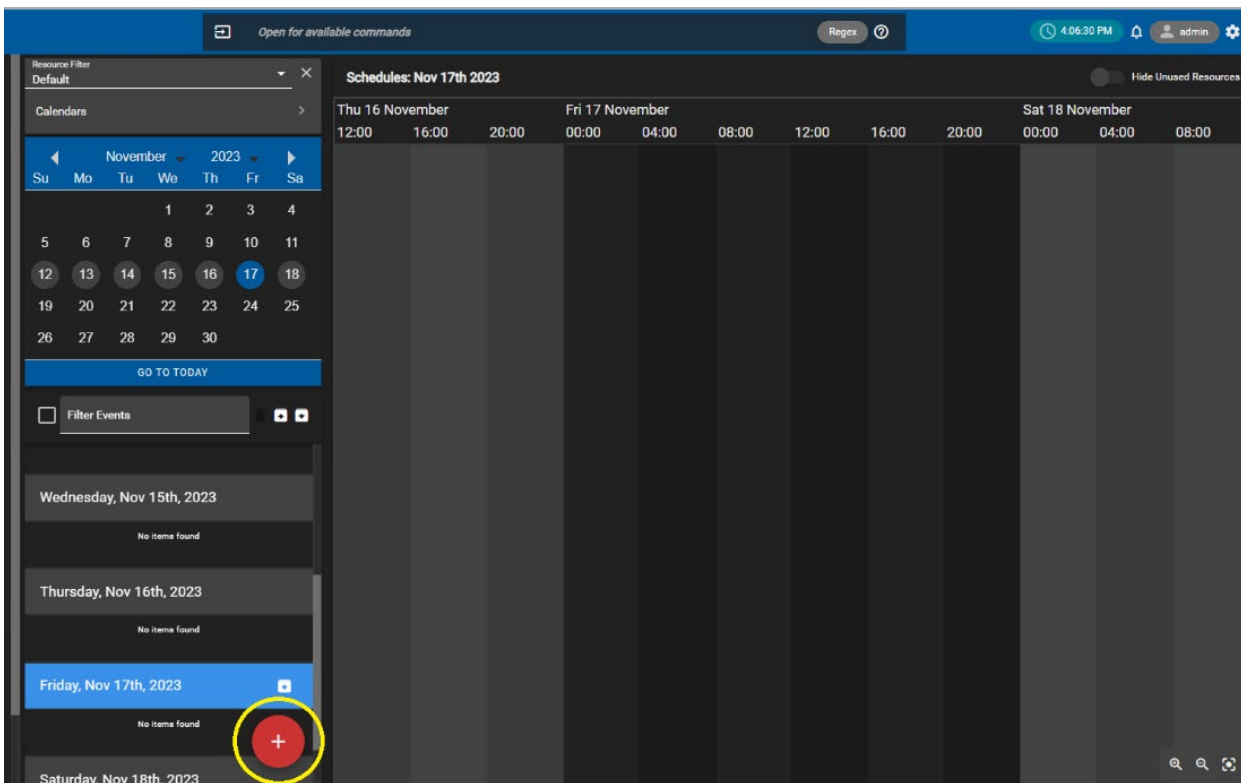 Open for available commands
Regex
4:06:30 PM
admin
Resource Filter
Default
Calendars
November 2023
Su Mo Tu We Th Fr Sa
1 2 3 4
5 6 7 8 9 10 11
12 13 14 15 16 17 18
19 20 21 22 23 24 25
26 27 28 29 30
GO TO TODAY
Filter Events
Wednesday, Nov 15th, 2023
No items found
Thursday, Nov 16th, 2023
No items found
Friday, Nov 17th, 2023
No items found
Saturday, Nov 18th, 2023
Schedules: Nov 17th 2023
Hide Unused Resources
Thu 16 November Fri 17 November Sat 18 November
12:00 16:00 20:00 00:00 04:00 08:00 12:00 16:00 20:00 00:00 04:00 08:00